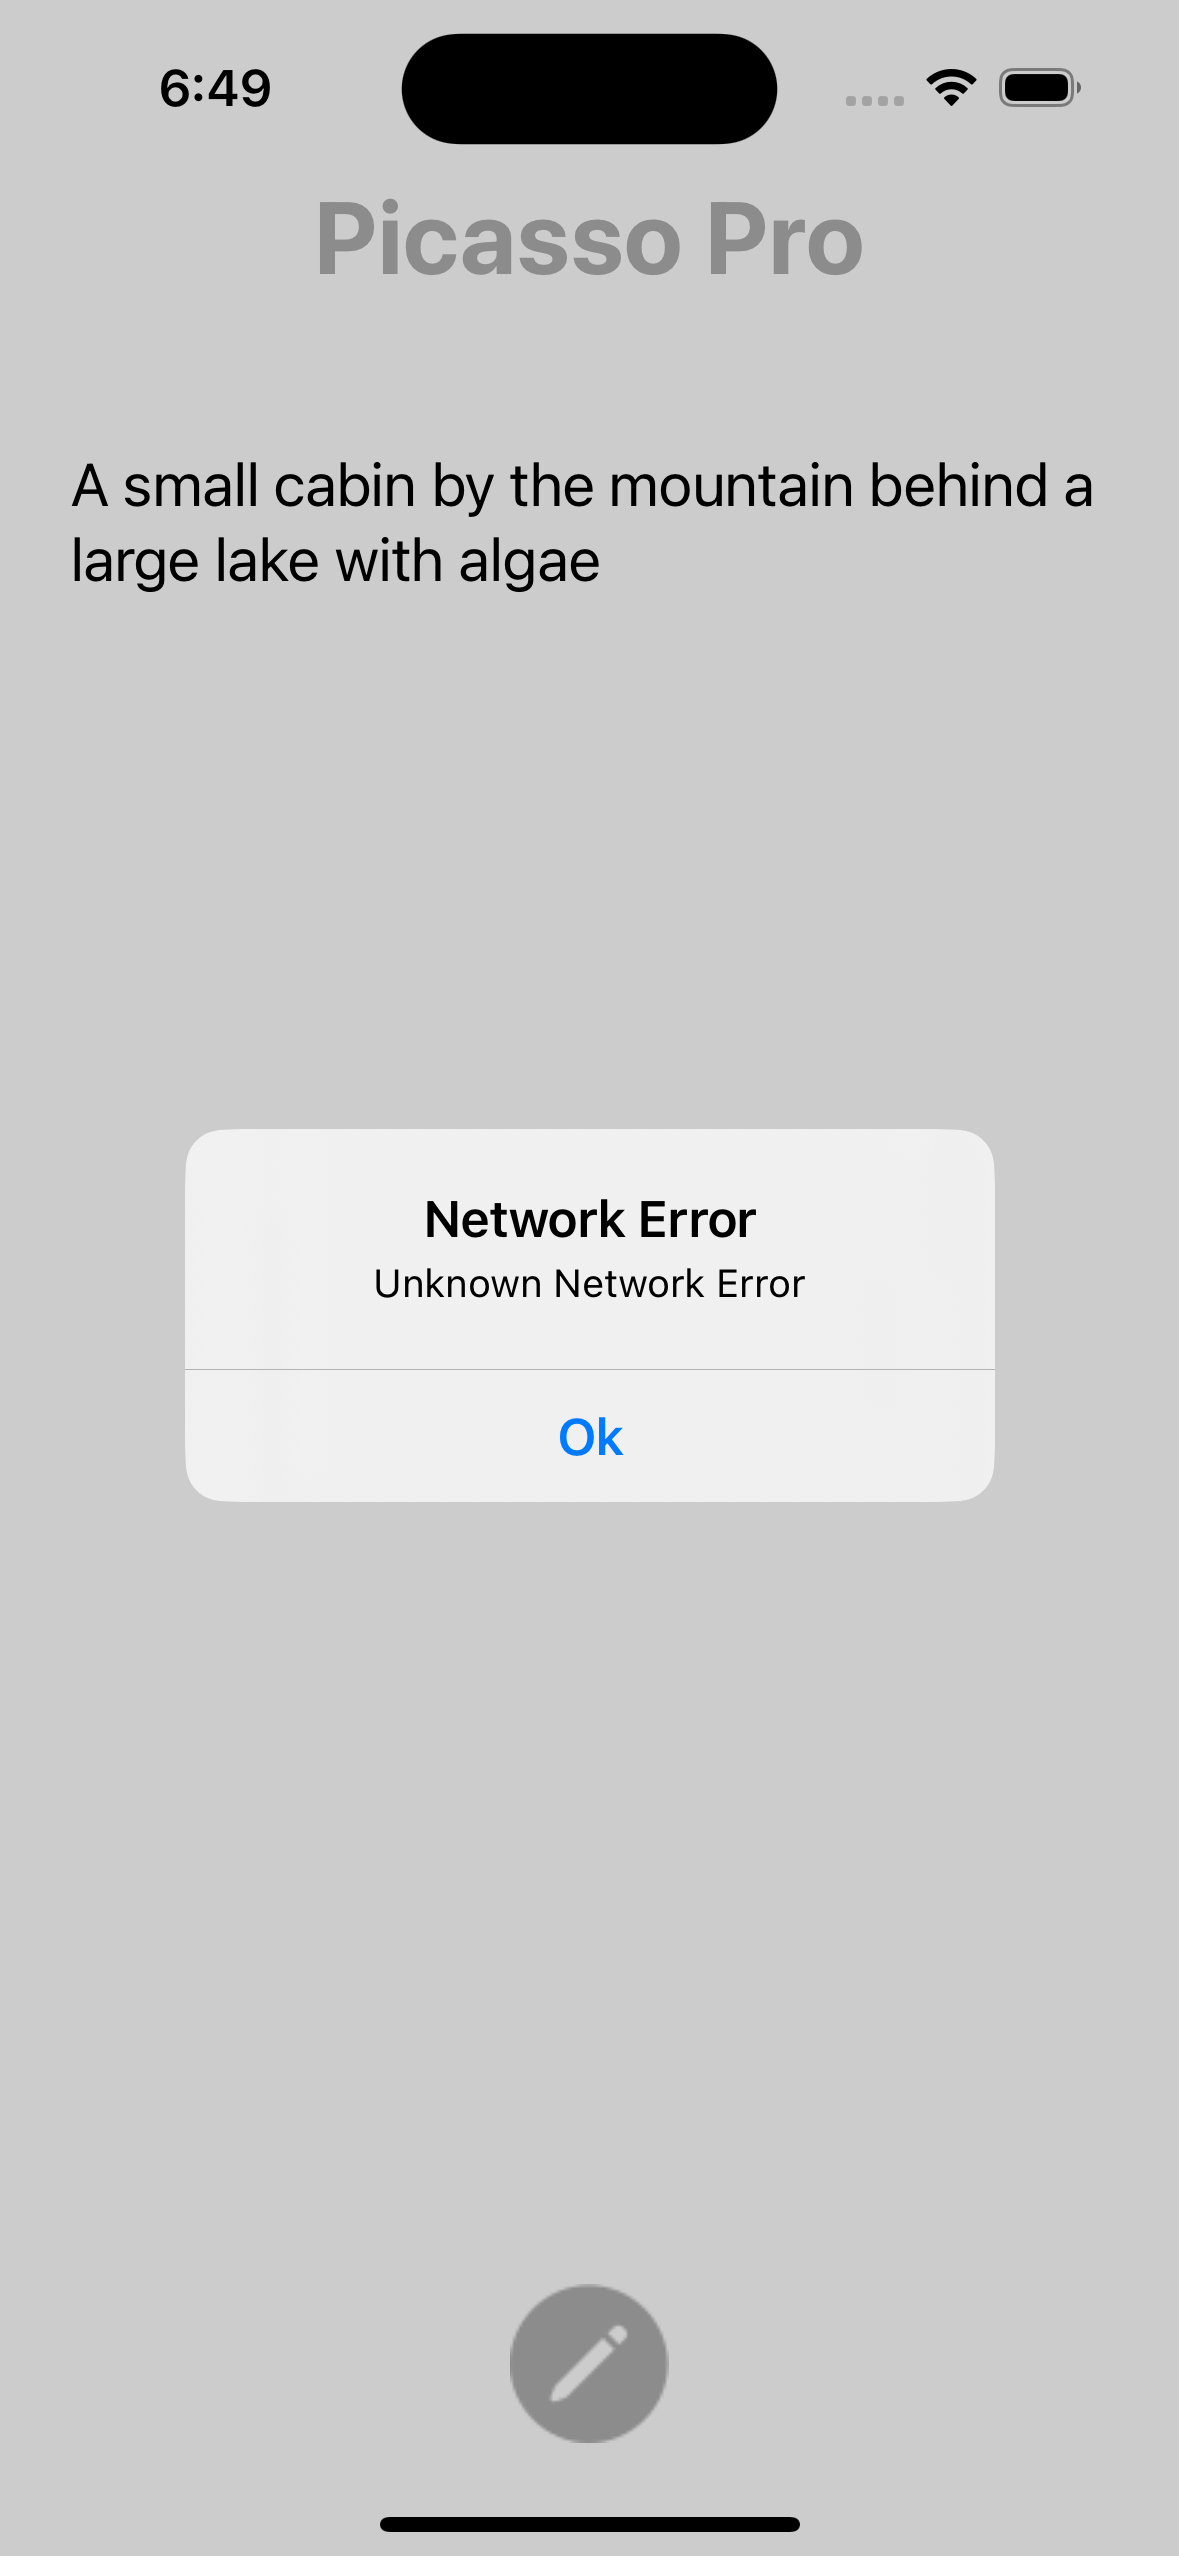 6:49
Picasso Pro
A small cabin by the mountain behind a
large lake with algae
Network Error
Unknown Network Error
Ok